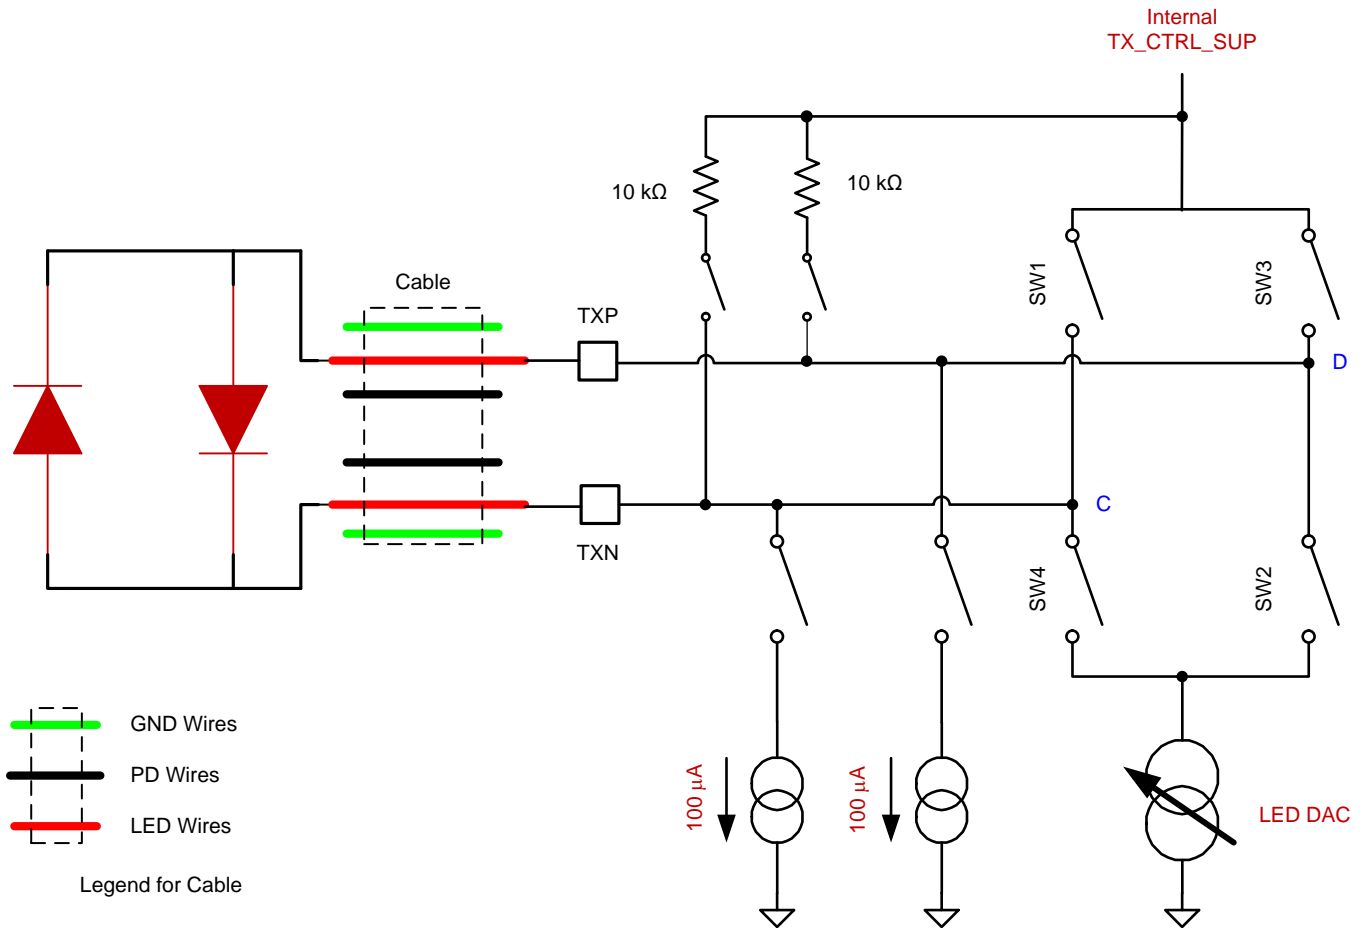 Internal
TX_CTRL_SUP
10 kΩ
10 kΩ
Cable
SW1
SW3
TXP
D
C
TXN
SW4
SW2
GND Wires
PD Wires
LED Wires
100 µA
100 µA
LED DAC
Legend for Cable